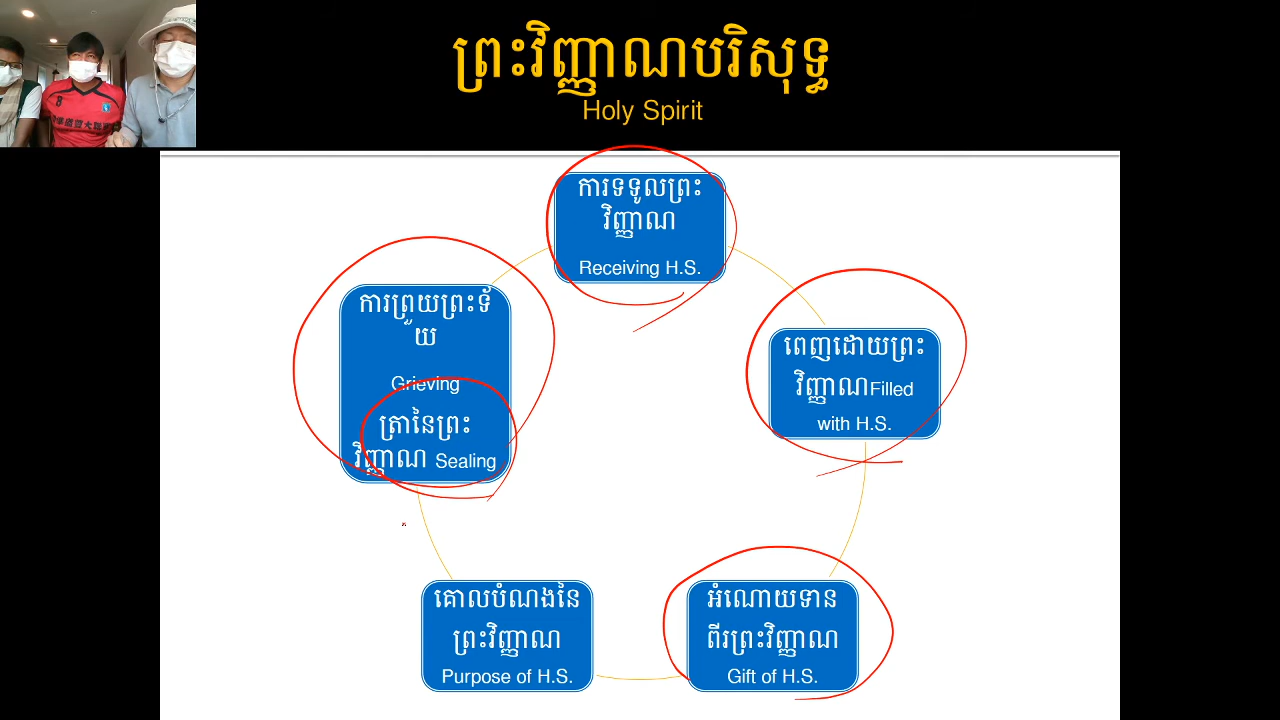 ព្រះវិញ្ញាណបរិសុទ្ធ
Holy Spirit
ការទទួលព្រះ
វិញ្ញាណ
Receiving H.S.
ពេញដោយព្រះ
វិញ្ញាណFilled
with H.S.
អំណោយទាន
ពីរព្រះវិញ្ញាណ
Gift of H.S.
គោលបំណងនៃ
ព្រះវិញ្ញាណ
Purpose of H.S.
ការព្រួយព្រះទ័
យ
Grieving
ត្រានៃព្រះ
វិញ្ញាណ Sealing
8